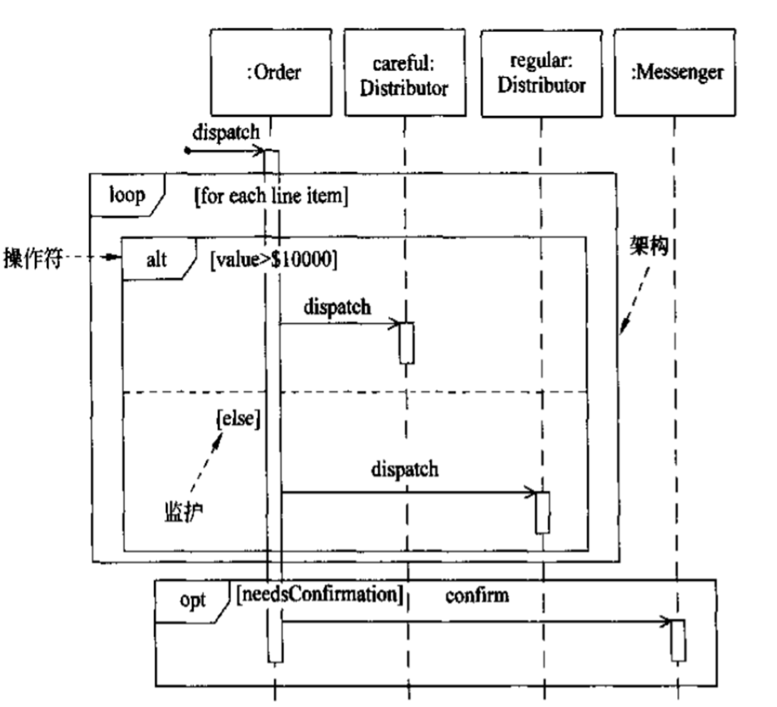 :Order
careful:
Distributor
regular:
Distributor
:Messenger
dispatch
loop
[for each line item]
操作符
alt
[value>$10000]
架构
dispatch
[else]
dispatch
监护
opt
[needsConfirmation]
confirm